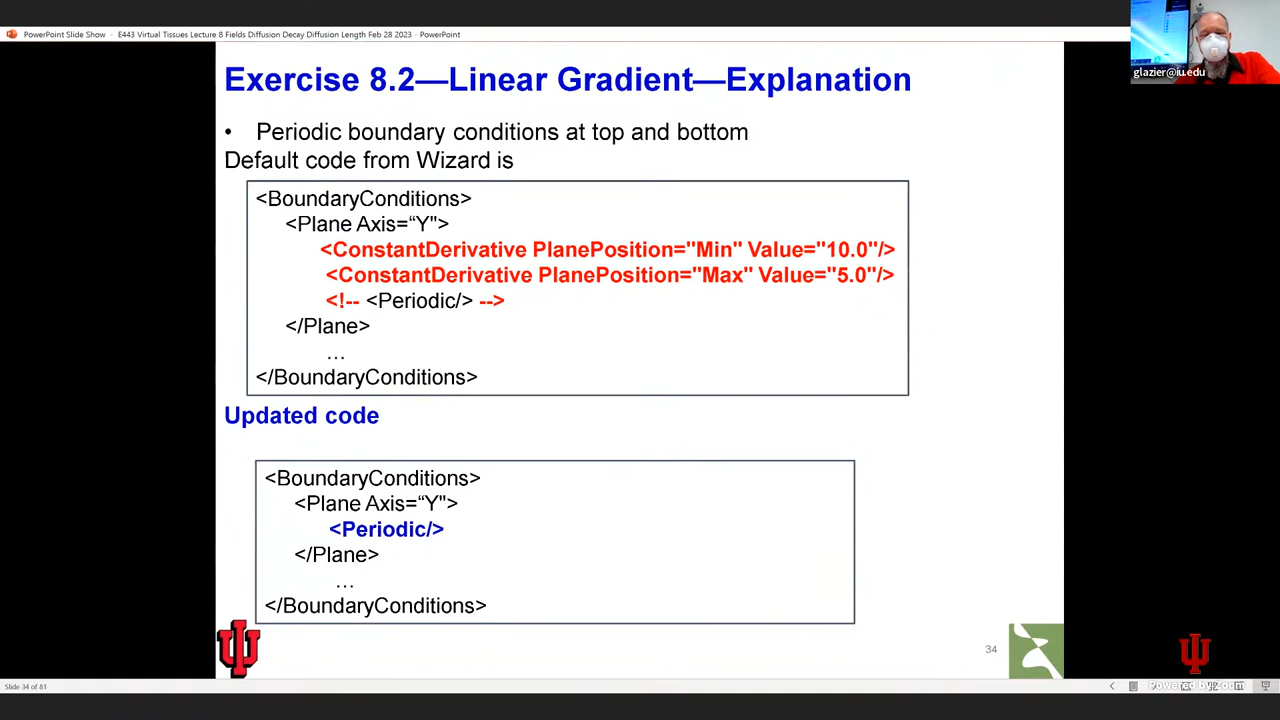 PowerPoint Slide Show - E443 Virtual Tissues Lecture 8 Fields Diffusion Decay Diffusion Length Feb 28 2023 - PowerPoint
glazier@iu.edu
Exercise 8.2—Linear Gradient—Explanation
• Periodic boundary conditions at top and bottom
Default code from Wizard is
<BoundaryConditions>
<Plane Axis=“Y">
<ConstantDerivative PlanePosition="Min" Value="10.0"/>
<ConstantDerivative PlanePosition="Max" Value="5.0"/>
<!-- <Periodic/> -->
</Plane>
…
</BoundaryConditions>
Updated code
<BoundaryConditions>
<Plane Axis=“Y">
<Periodic/>
</Plane>
…
</BoundaryConditions>
34
Slide 34 of 81
Powered by Zoom